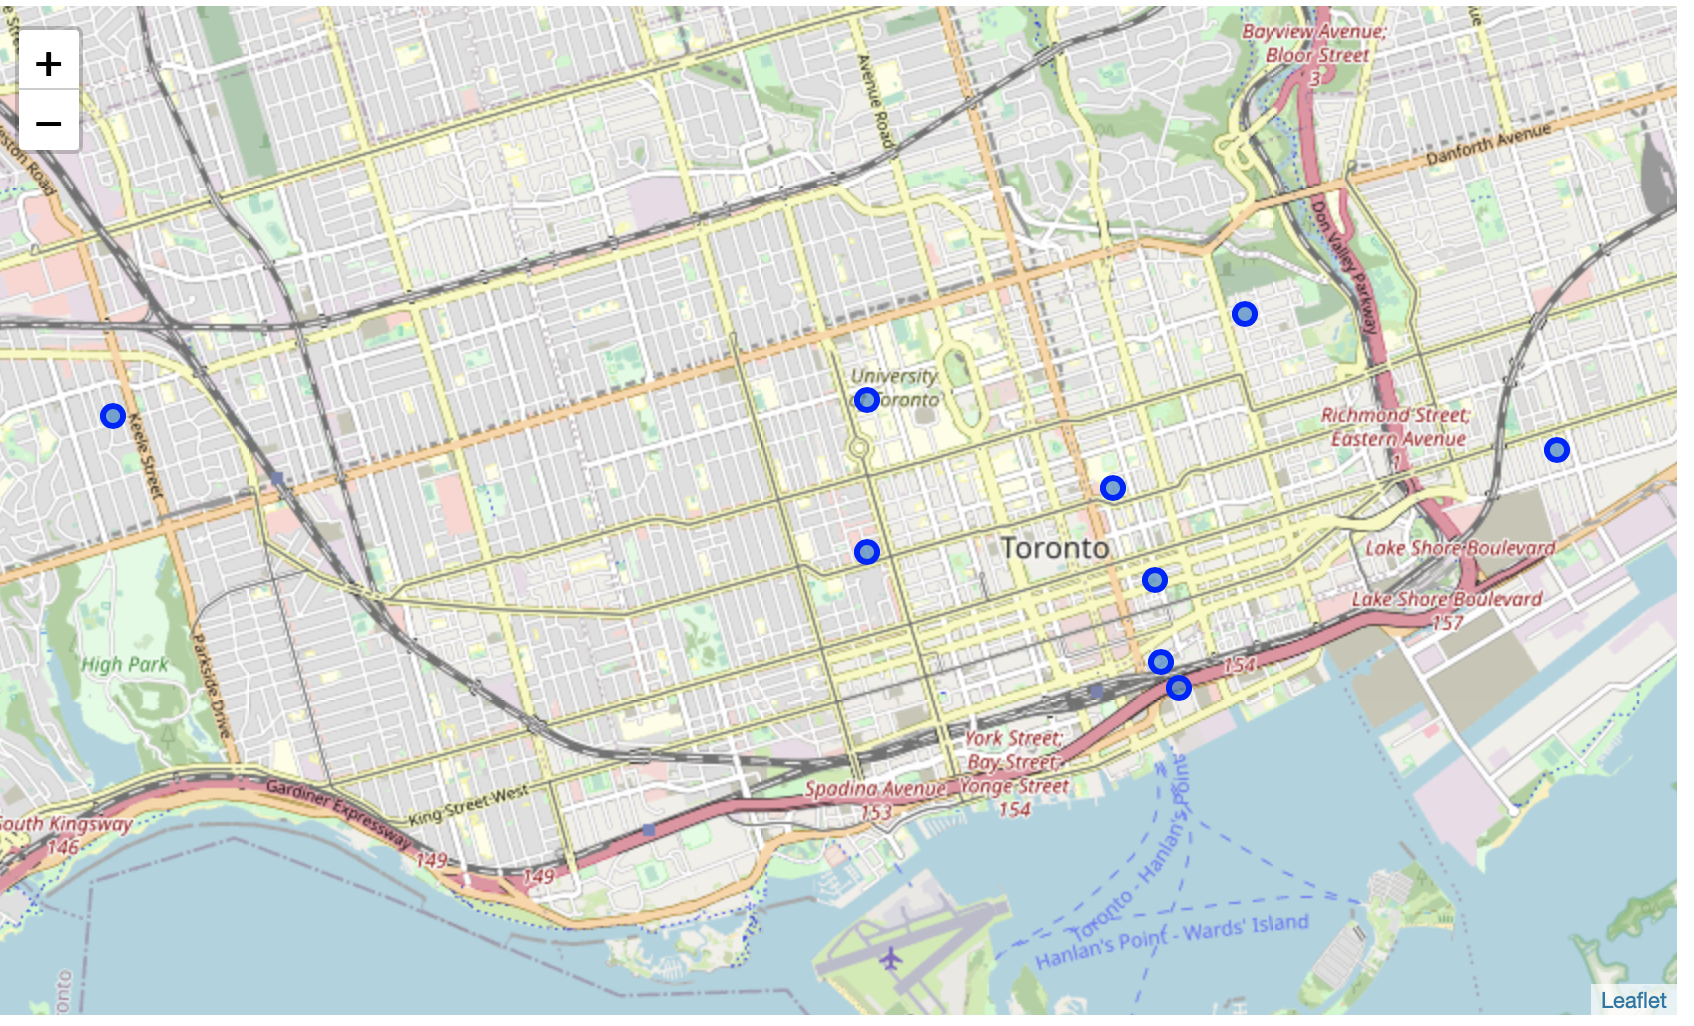 +
−
Bayview Avenue;
Bloor Street
3
Avenue Road
Danforth Avenue
Don Valley Parkway
University
Toronto
Richmond Street;
Eastern Avenue
1
Keele Street
Toronto
Lake Shore Boulevard
Lake Shore Boulevard
157
High Park
Parkside Drive
154
York Street;
Bay Street;
Yonge Street
154
Spadina Avenue
153
Gardiner Expressway
King Street West
South Kingsway
146
149
149
Toronto - Hanlan's Point
Hanlan's Point - Wards' Island
Leaflet